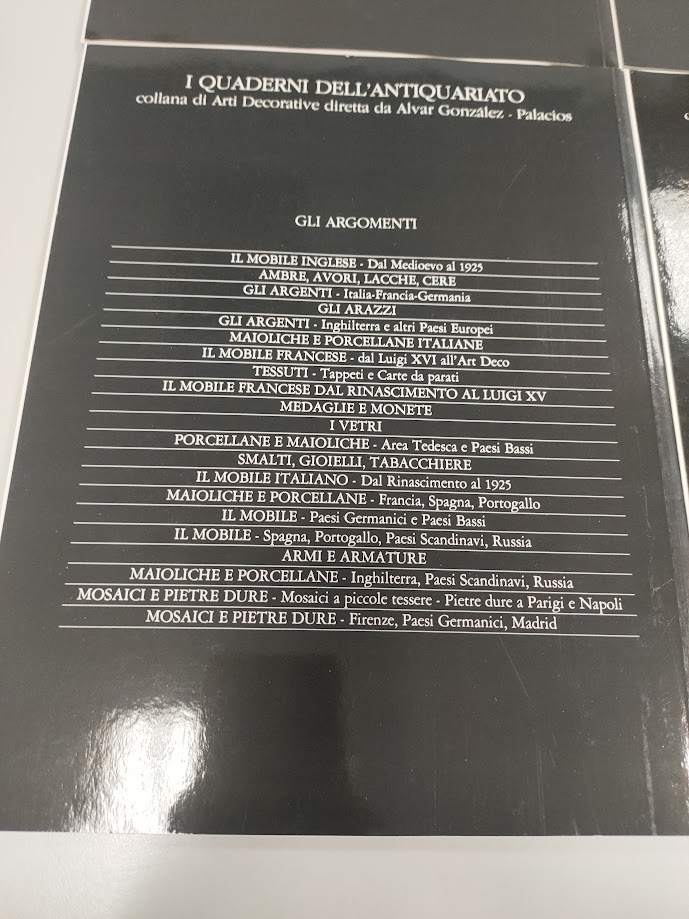 I QUADERNI DELL'ANTIQUARIATO
collana di Arti Decorative diretta da Alvar González - Palacios
GLI ARGOMENTI
IL MOBILE INGLESE - Dal Medioevo al 1925
AMBRE, AVORI, LACCHE, CERE
GLI ARGENTI - Italia-Francia-Germania
GLI ARAZZI
GLI ARGENTI - Inghilterra e altri Paesi Europei
MAIOLICHE E PORCELLANE ITALIANE
IL MOBILE FRANCESE - dal Luigi XVI all'Art Deco
TESSUTI - Tappeti e Carte da parati
IL MOBILE FRANCESE DAL RINASCIMENTO AL LUIGI XV
MEDAGLIE E MONETE
I VETRI
PORCELLANE E MAIOLICHE - Area Tedesca e Paesi Bassi
SMALTI, GIOIELLI, TABACCHIERE
IL MOBILE ITALIANO - Dal Rinascimento al 1925
MAIOLICHE E PORCELLANE - Francia, Spagna, Portogallo
IL MOBILE - Paesi Germanici e Paesi Bassi
IL MOBILE - Spagna, Portogallo, Paesi Scandinavi, Russia
ARMI E ARMATURE
MAIOLICHE E PORCELLANE - Inghilterra, Paesi Scandinavi, Russia
MOSAICI E PIETRE DURE - Mosaici a piccole tessere - Pietre dure a Parigi e Napoli
MOSAICI E PIETRE DURE - Firenze, Paesi Germanici, Madrid